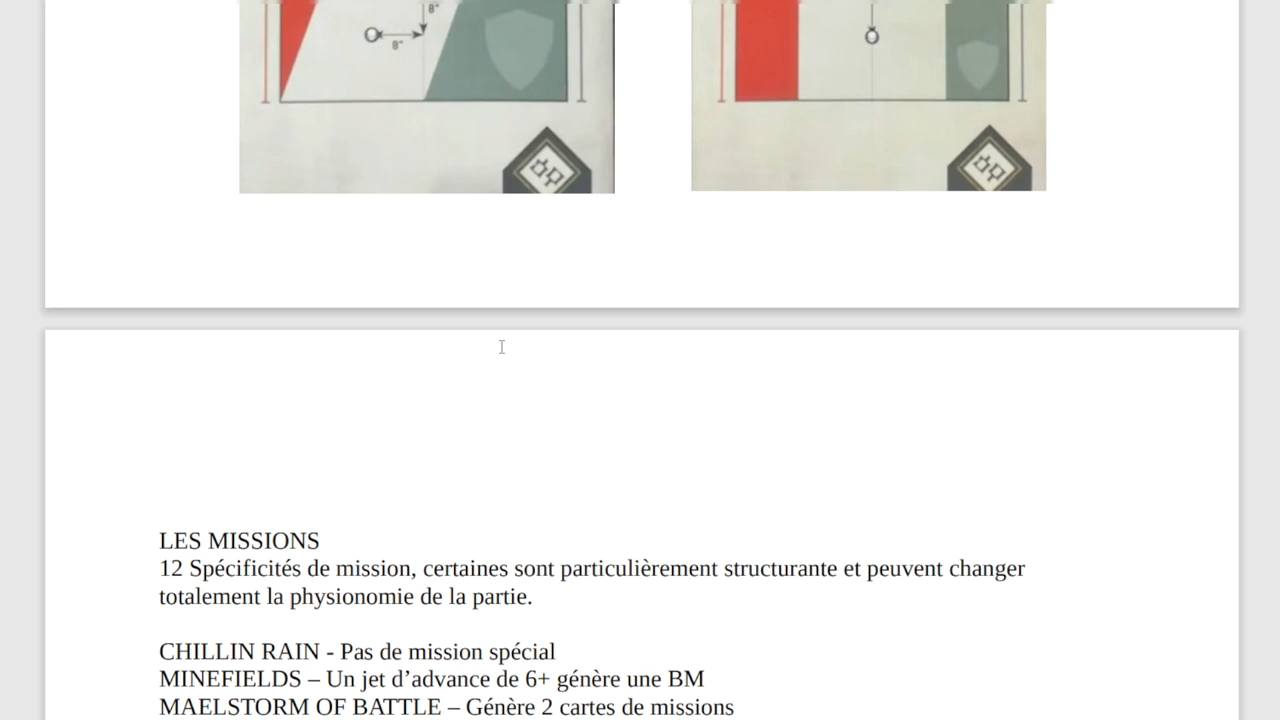 8"
8"
LES MISSIONS
12 Spécificités de mission, certaines sont particulièrement structurante et peuvent changer
totalement la physionomie de la partie.
CHILLIN RAIN - Pas de mission spécial
MINEFIELDS – Un jet d’advance de 6+ génère une BM
MAELSTORM OF BATTLE – Génère 2 cartes de missions